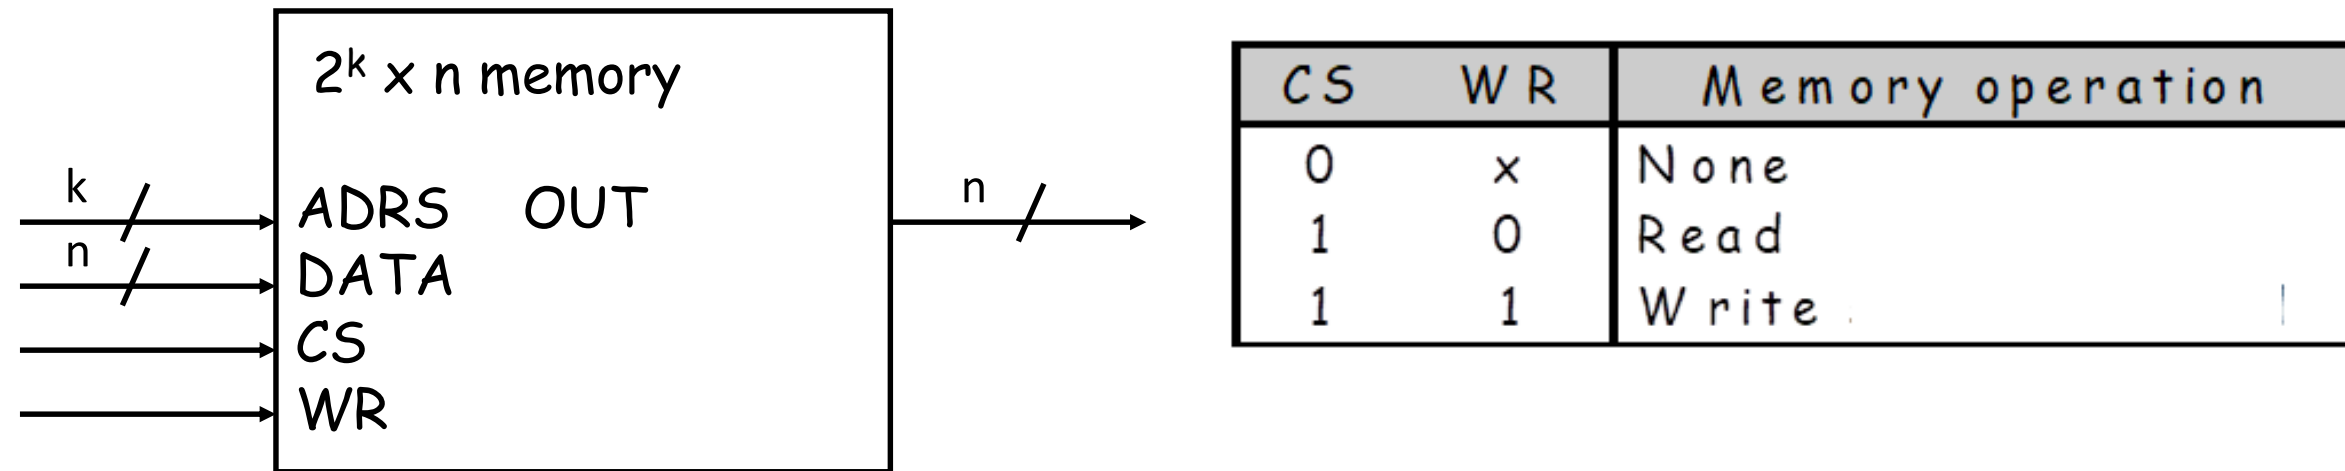 2ᵏ x n memory
k
ADRS OUT
n
n
DATA
CS
WR
CS WR Memory operation
0 x None
1 0 Read
1 1 Write